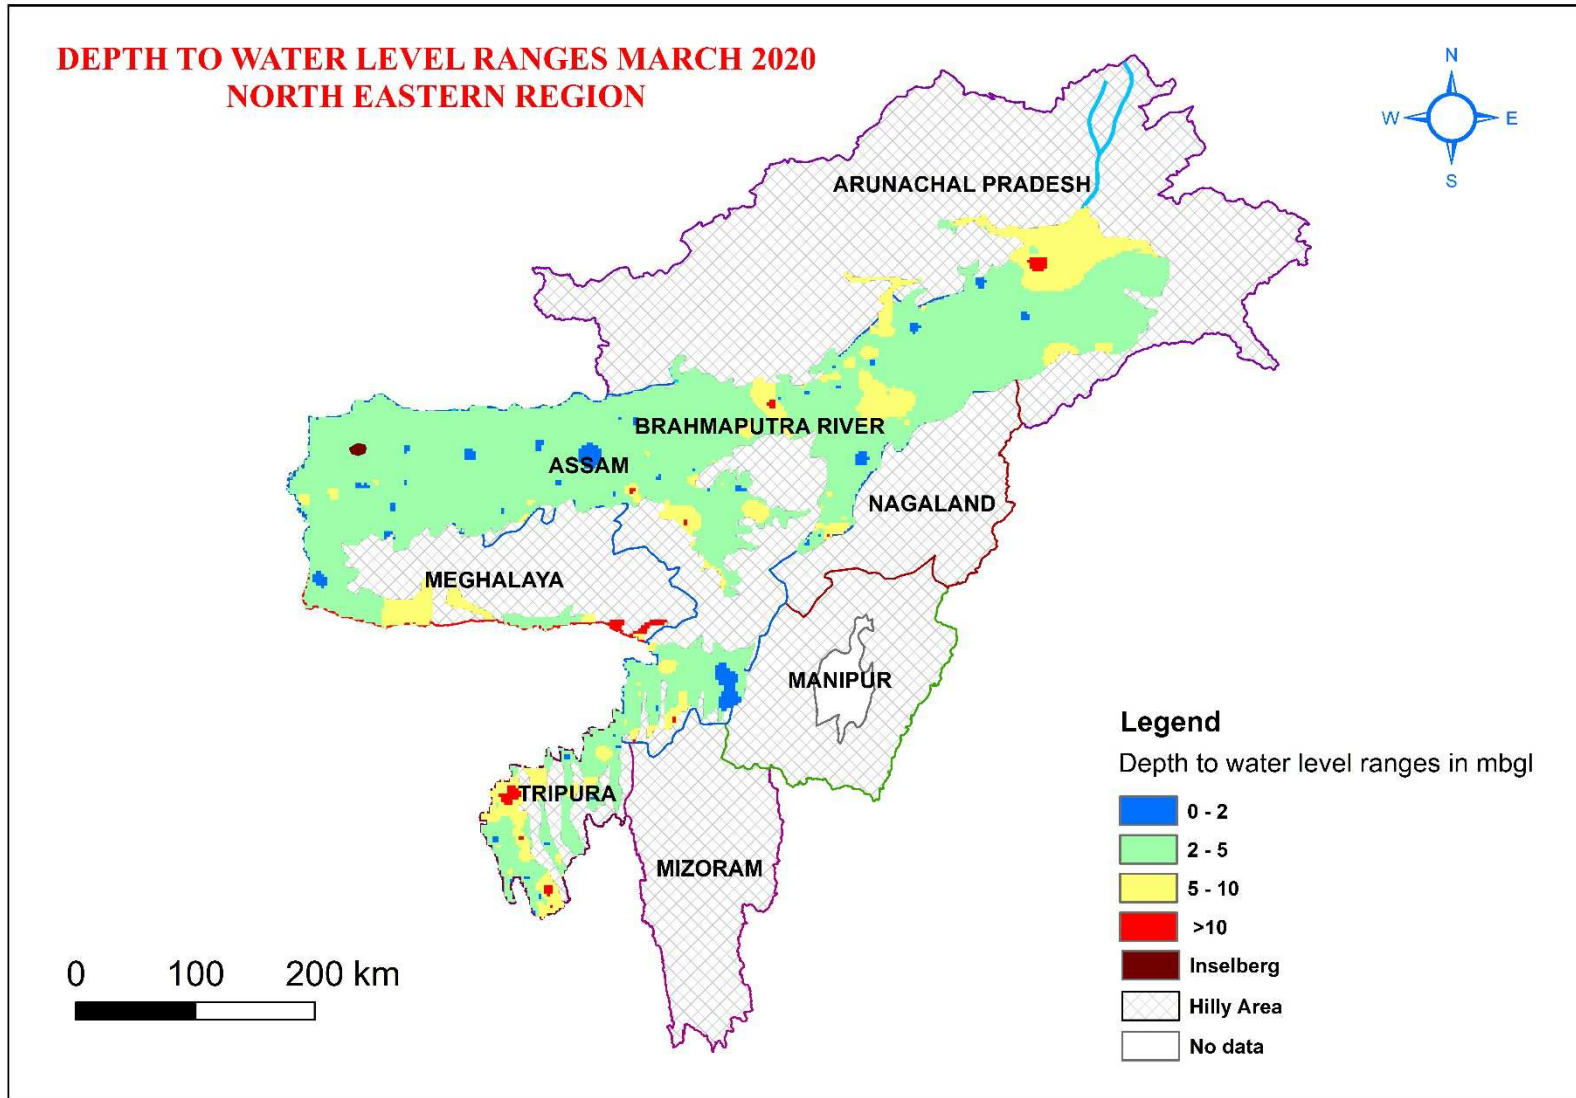 DEPTH TO WATER LEVEL RANGES MARCH 2020
NORTH EASTERN REGION
N
W
E
S
ARUNACHAL PRADESH
BRAHMAPUTRA RIVER
ASSAM
NAGALAND
MEGHALAYA
MANIPUR
TRIPURA
MIZORAM
Legend
Depth to water level ranges in mbgl
0 - 2
2 - 5
5 - 10
>10
Inselberg
Hilly Area
No data
0 100 200 km